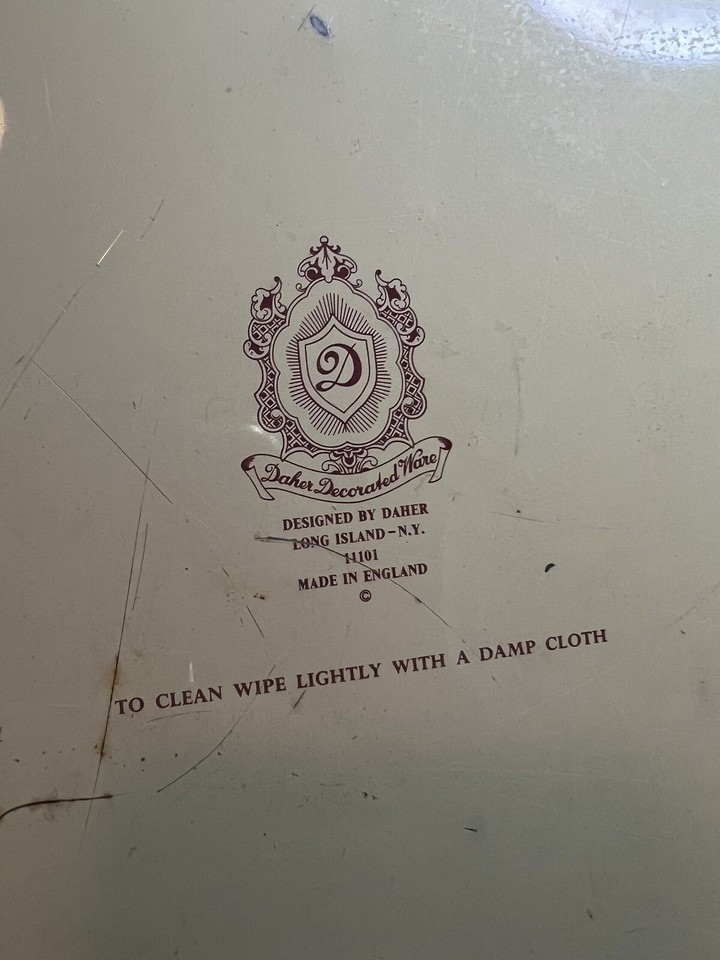 D
Daher Decorated Ware
DESIGNED BY DAHER
LONG ISLAND - N.Y.
11101
MADE IN ENGLAND
©
TO CLEAN WIPE LIGHTLY WITH A DAMP CLOTH